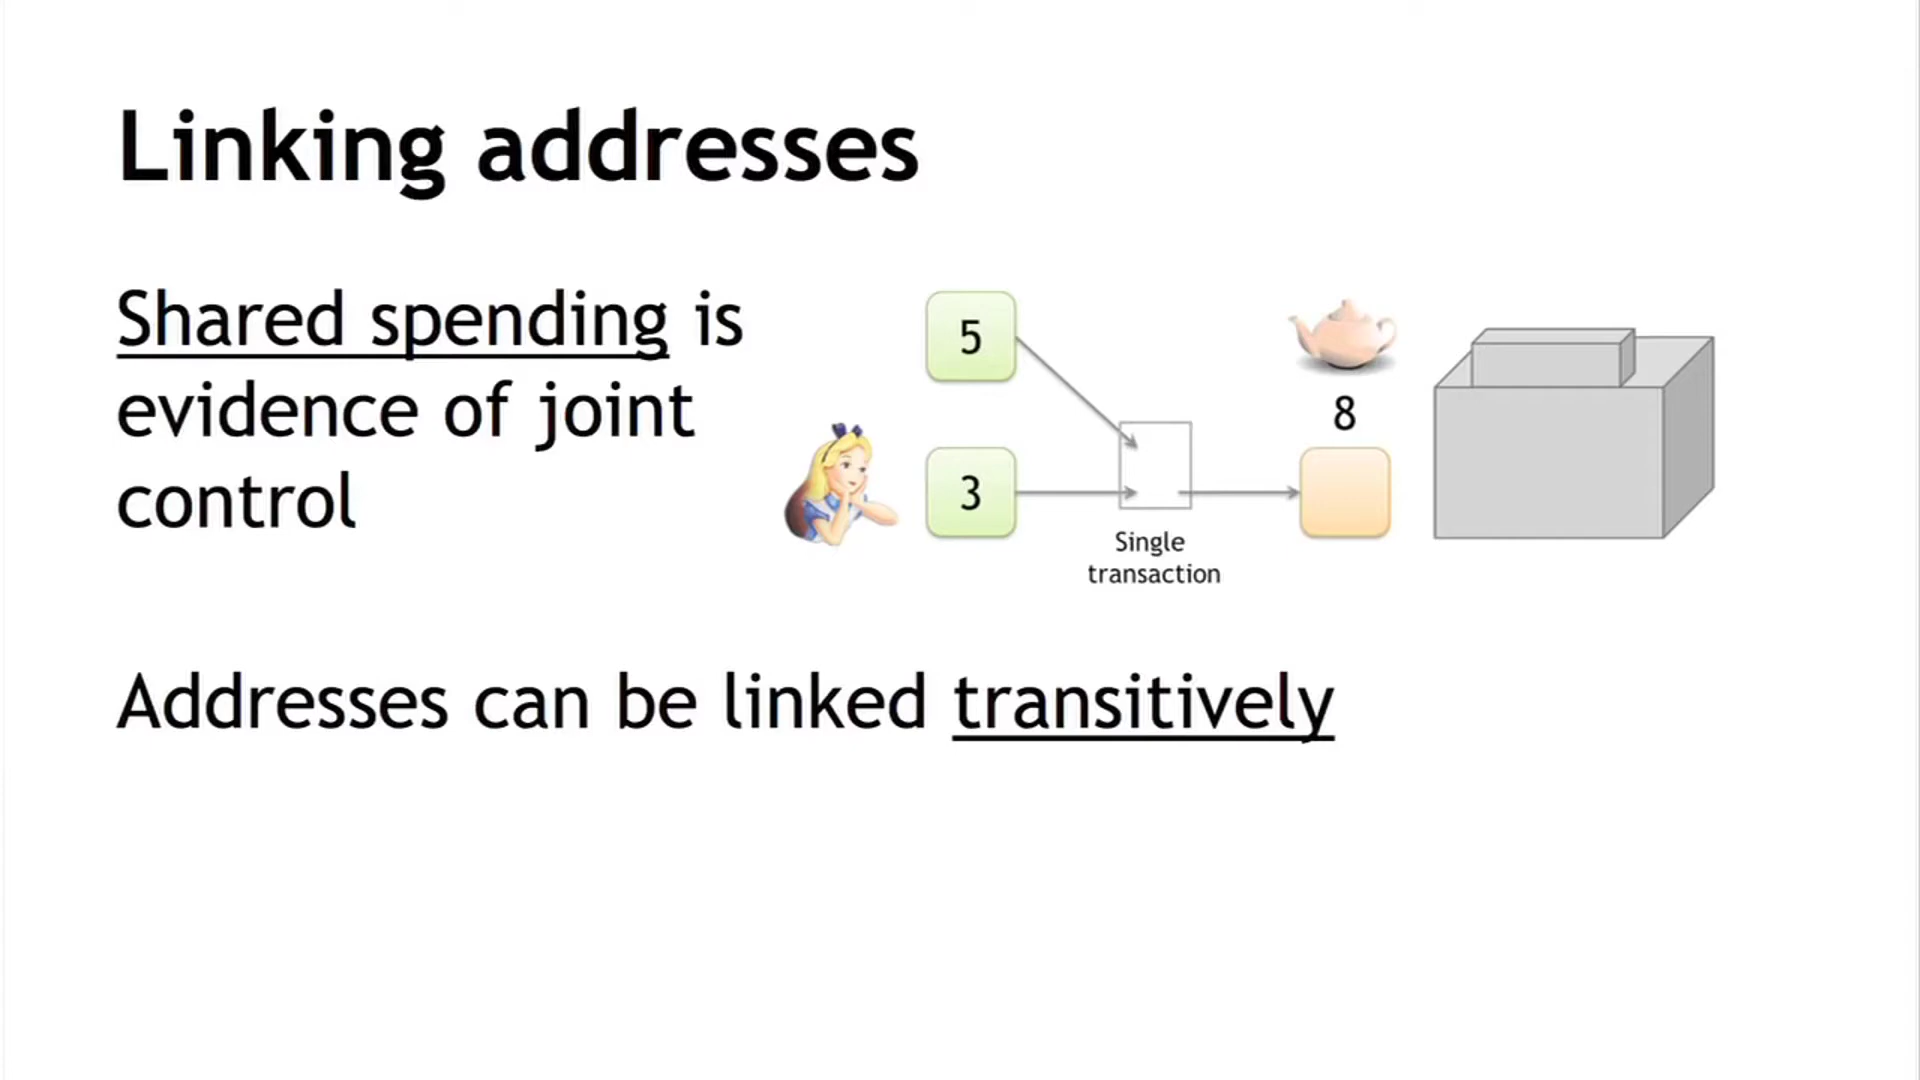 Linking addresses
Shared spending is
evidence of joint
control
5
3
8
Single
transaction
Addresses can be linked transitively